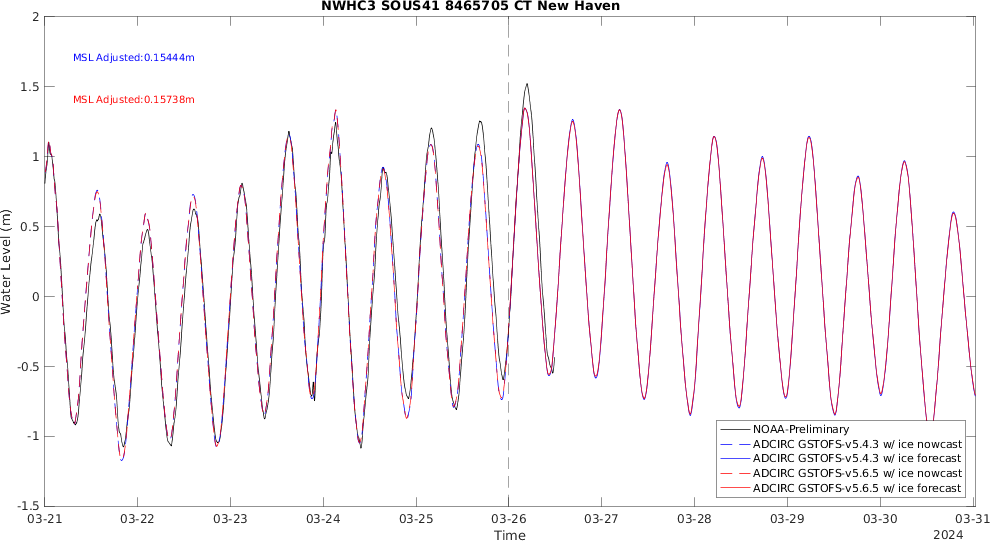 NWHC3 SOUS41 8465705 CT New Haven
2
1.5
1
0.5
0
-0.5
-1
-1.5
Water Level (m)
MSL Adjusted:0.15444m
MSL Adjusted:0.15738m
NOAA-Preliminary
ADCIRC GSTOFS-v5.4.3 w/ ice nowcast
ADCIRC GSTOFS-v5.4.3 w/ ice forecast
ADCIRC GSTOFS-v5.6.5 w/ ice nowcast
ADCIRC GSTOFS-v5.6.5 w/ ice forecast
03-21 03-22 03-23 03-24 03-25 03-26 03-27 03-28 03-29 03-30 03-31
Time
2024